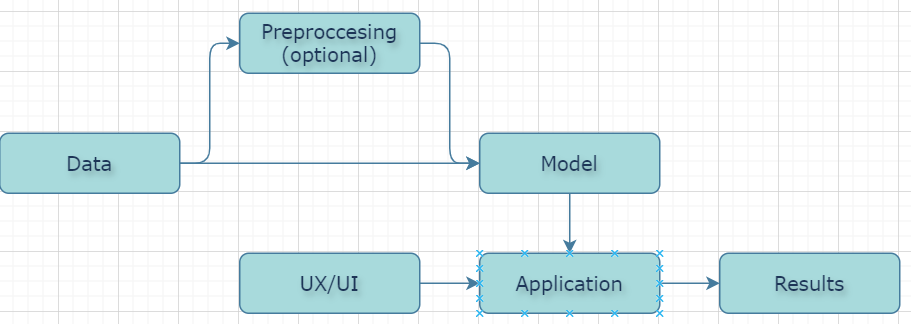 Preproccesing
(optional)
Data
Model
UX/UI
Application
Results